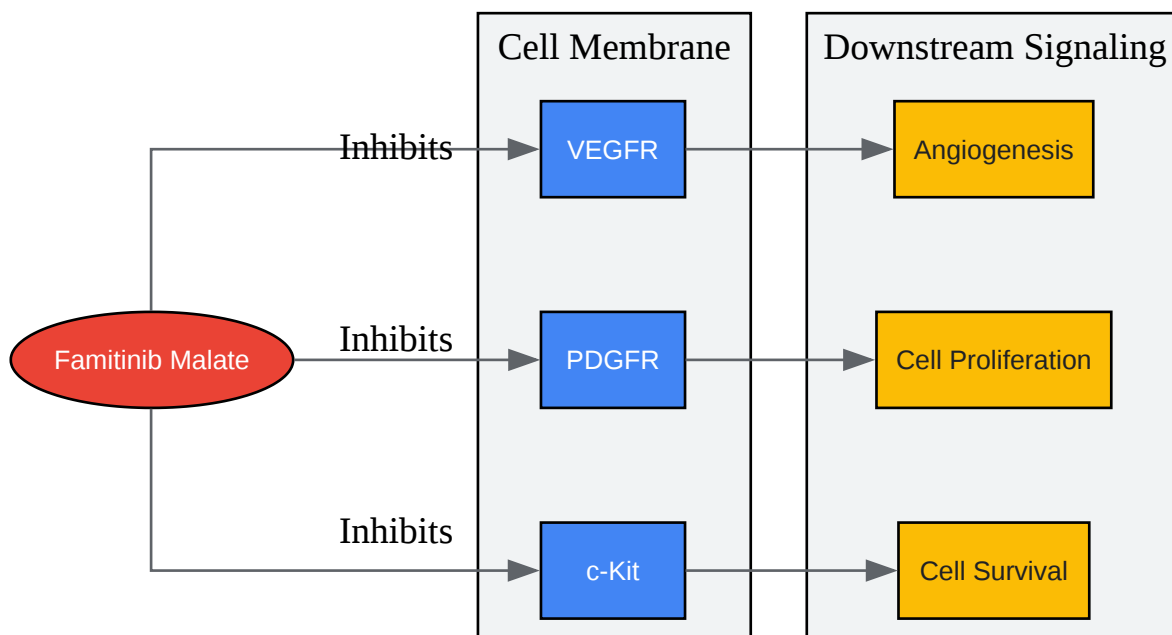 Cell Membrane
Downstream Signaling
Inhibits
VEGFR
Angiogenesis
Famitinib Malate
Inhibits
PDGFR
Cell Proliferation
Inhibits
c-Kit
Cell Survival